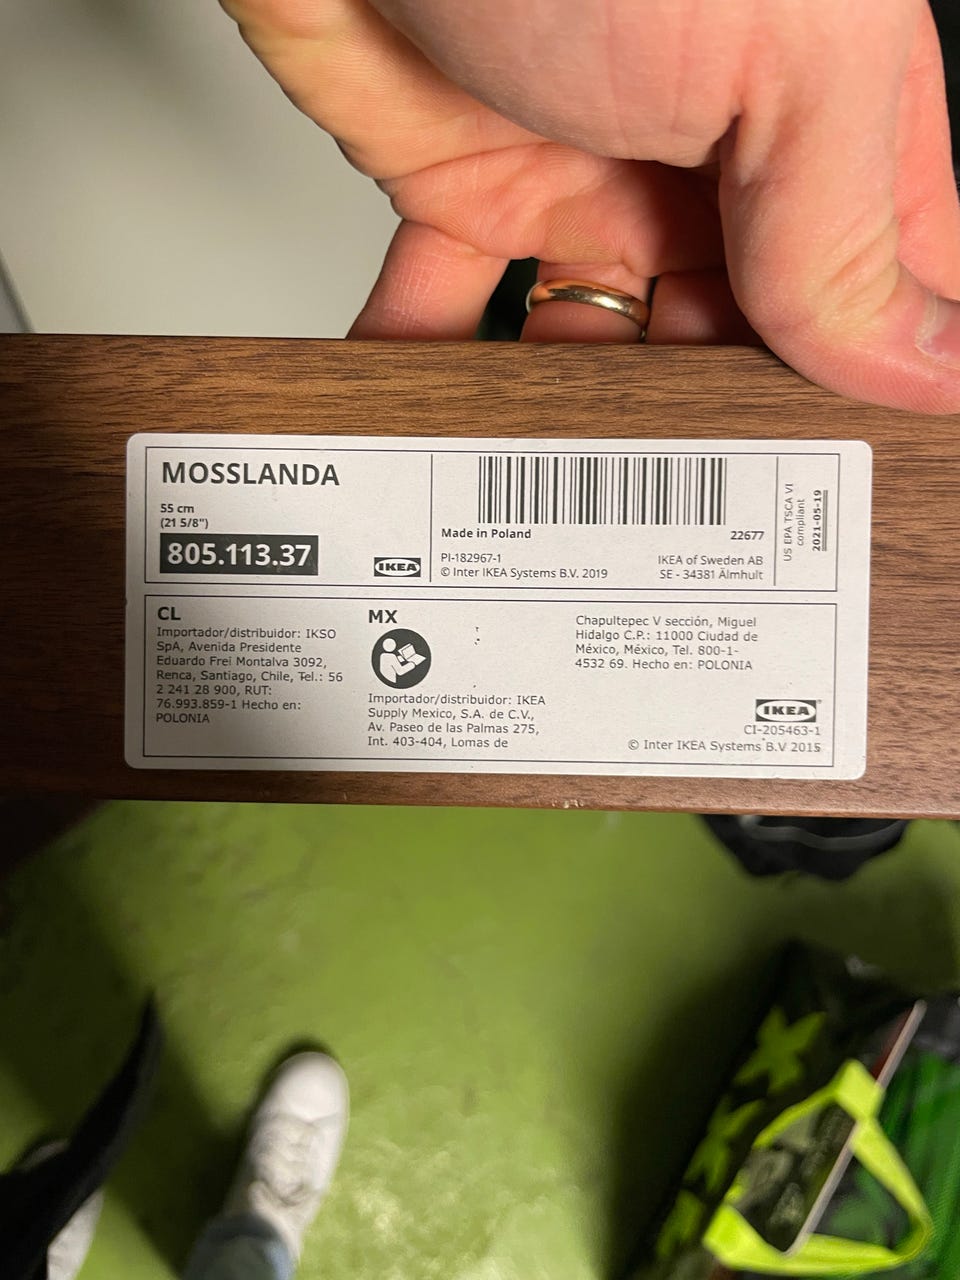 MOSSLANDA
55 cm
(21 5/8")
805.113.37
IKEA
Made in Poland
22677
PI-182967-1
© Inter IKEA Systems B.V. 2019
IKEA of Sweden AB
SE - 34381 Älmhult
US EPA TSCA VI
compliant
2021-05-19
CL
Importador/distribuidor: IKSO
SpA, Avenida Presidente
Eduardo Frei Montalva 3092,
Renca, Santiago, Chile, Tel.: 56
2 241 28 900, RUT:
76.993.859-1 Hecho en:
POLONIA
MX
Importador/distribuidor: IKEA
Supply Mexico, S.A. de C.V.,
Av. Paseo de las Palmas 275,
Int. 403-404, Lomas de
Chapultepec V sección, Miguel
Hidalgo C.P.: 11000 Ciudad de
México, México, Tel. 800-1-
4532 69. Hecho en: POLONIA
IKEA
CI-205463-1
© Inter IKEA Systems B.V 2015